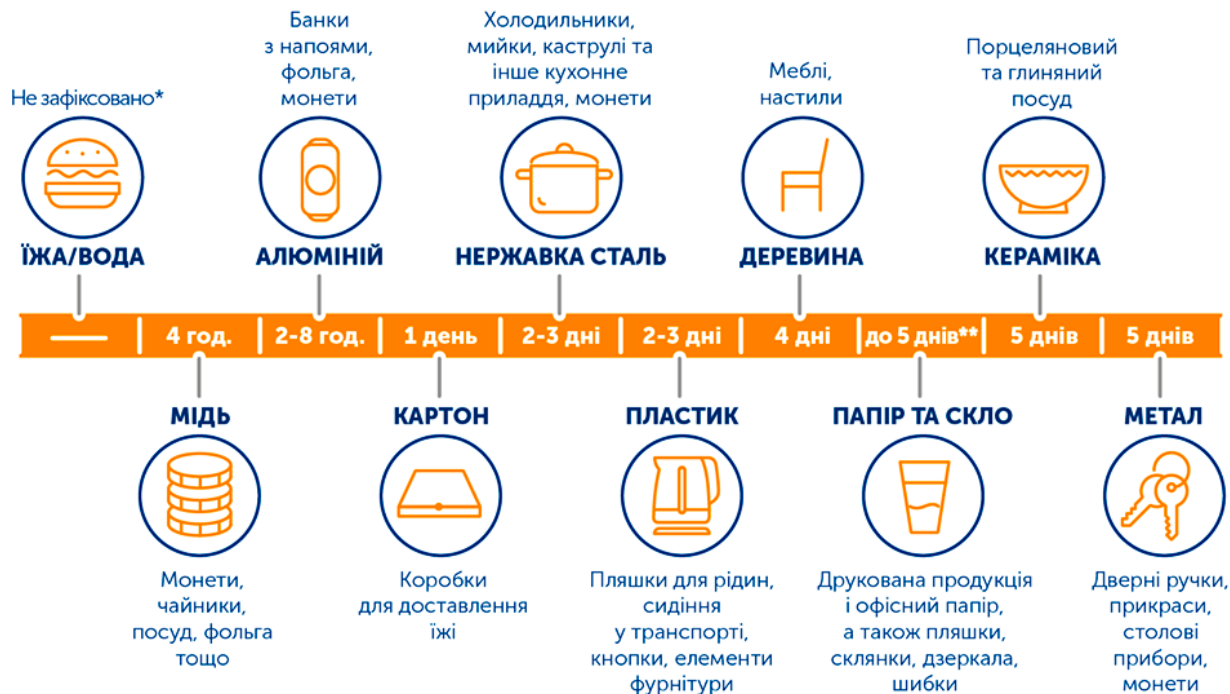 Не зафіксовано*
ЇЖА/ВОДА
Банки
з напоями,
фольга,
монети
АЛЮМІНІЙ
Холодильники,
мийки, каструлі та
інше кухонне
приладдя, монети
НЕРЖАВКА СТАЛЬ
Меблі,
настили
ДЕРЕВИНА
Порцеляновий
та глиняний
посуд
КЕРАМІКА
4 год.
2-8 год.
1 день
2-3 дні
2-3 дні
4 дні
до 5 днів**
5 днів
5 днів
МІДЬ
Монети,
чайники,
посуд, фольга
тощо
КАРТОН
Коробки
для доставлення
їжі
ПЛАСТИК
Пляшки для рідин,
сидіння
у транспорті,
кнопки, елементи
фурнітури
ПАПІР ТА СКЛО
Друкована продукція
і офісний папір,
а також пляшки,
склянки, дзеркала,
шибки
МЕТАЛ
Дверні ручки,
прикраси,
столові
прибори,
монети